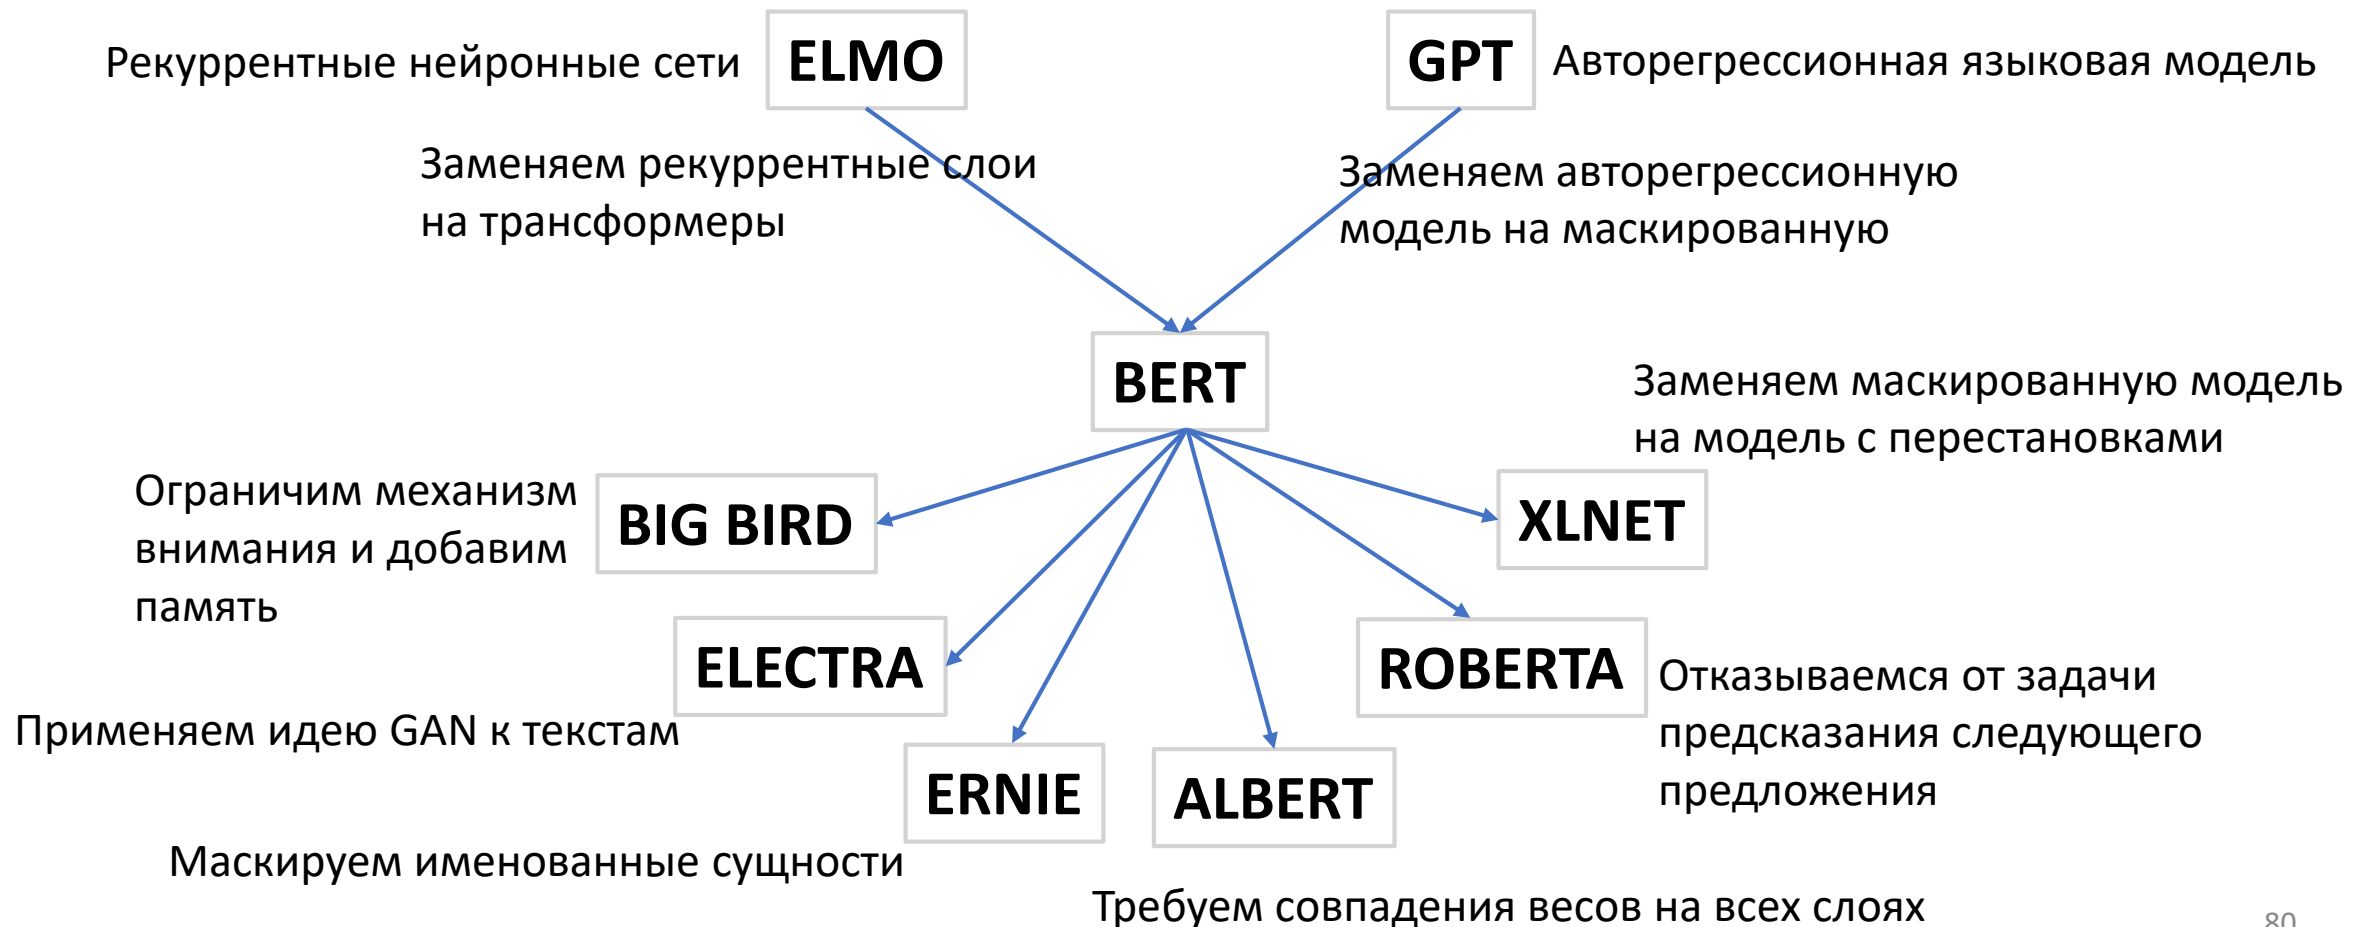 Рекуррентные нейронные сети
ELMO
GPT
Авторегрессионная языковая модель
Заменяем рекуррентные слои
на трансформеры
Заменяем авторегрессионную
модель на маскированную
BERT
Заменяем маскированную модель
на модель с перестановками
Ограничим механизм
внимания и добавим
память
BIG BIRD
XLNET
ELECTRA
ROBERTA
Отказываемся от задачи
предсказания следующего
предложения
Применяем идею GAN к текстам
ERNIE
ALBERT
Маскируем именованные сущности
Требуем совпадения весов на всех слоях
80